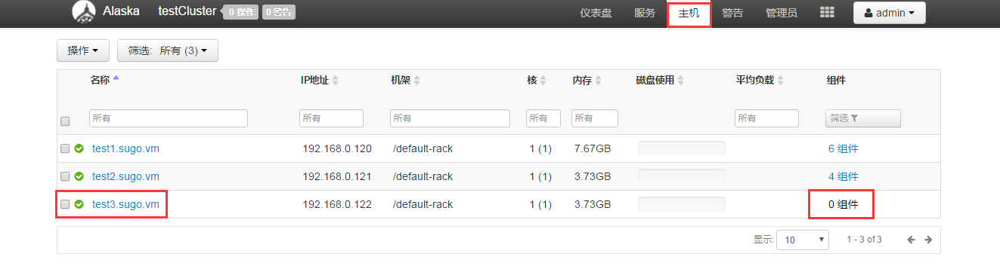 Alaska testCluster 0 操作 0 警告 仪表盘 服务 主机 警告 管理员 admin
操作 筛选: 所有 (3)
名称 IP地址 机架 核 内存 磁盘使用 平均负载 组件
所有 所有 所有 所有 所有 所有 筛选
test1.sugo.vm 192.168.0.120 /default-rack 1 (1) 7.67GB 6 组件
test2.sugo.vm 192.168.0.121 /default-rack 1 (1) 3.73GB 4 组件
test3.sugo.vm 192.168.0.122 /default-rack 1 (1) 3.73GB 0 组件
显示: 10 1 - 3 of 3